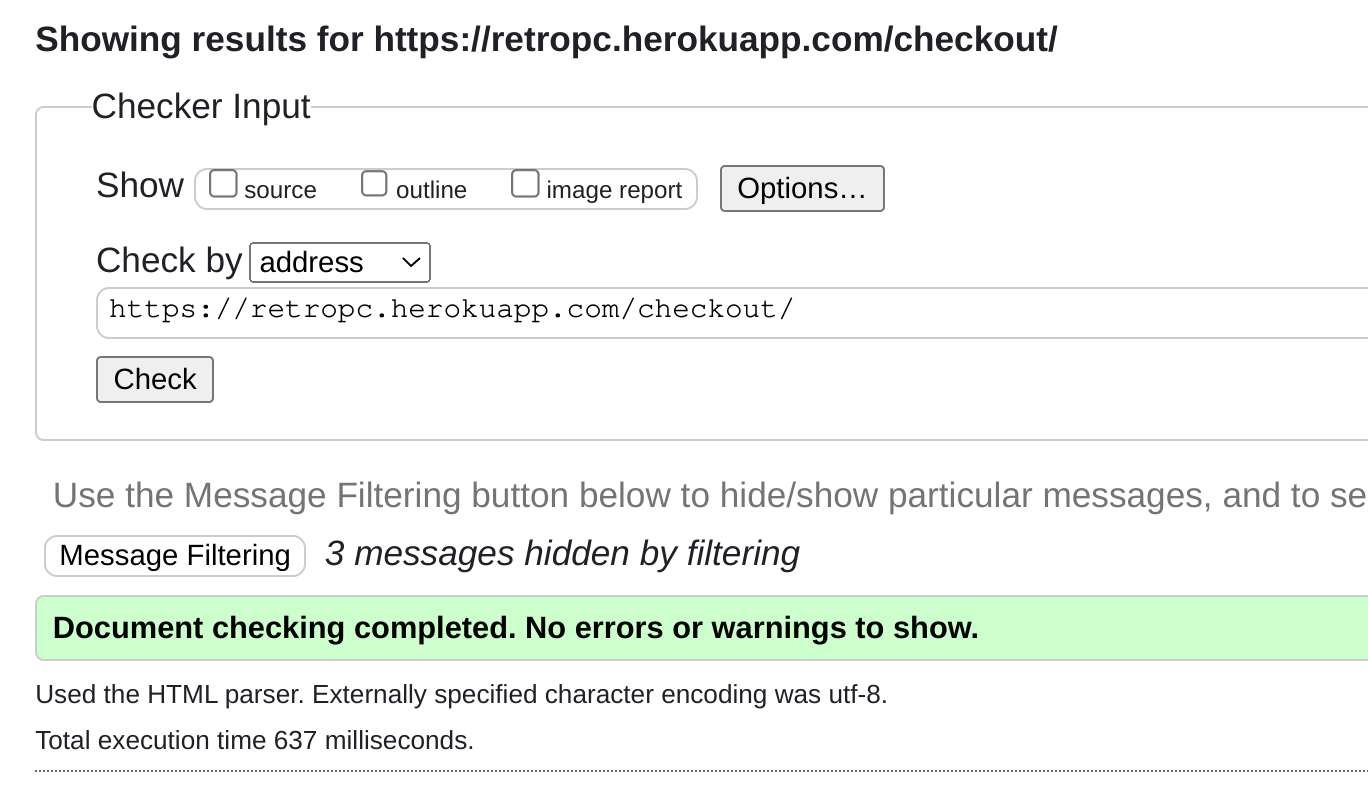 Showing results for https://retropc.herokuapp.com/checkout/
Checker Input
Show source outline image report Options…
Check by address
https://retropc.herokuapp.com/checkout/
Check
Use the Message Filtering button below to hide/show particular messages, and to se
Message Filtering 3 messages hidden by filtering
Document checking completed. No errors or warnings to show.
Used the HTML parser. Externally specified character encoding was utf-8.
Total execution time 637 milliseconds.